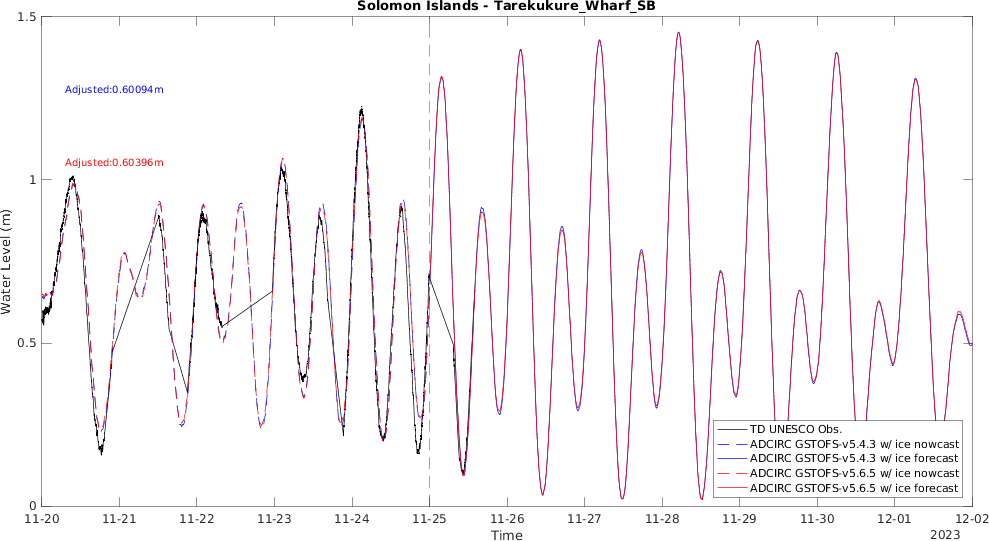 Solomon Islands - Tarekukure_Wharf_SB
1.5
Adjusted:0.60094m
Adjusted:0.60396m
1
Water Level (m)
0.5
TD UNESCO Obs.
ADCIRC GSTOFS-v5.4.3 w/ ice nowcast
ADCIRC GSTOFS-v5.4.3 w/ ice forecast
ADCIRC GSTOFS-v5.6.5 w/ ice nowcast
ADCIRC GSTOFS-v5.6.5 w/ ice forecast
0
11-20 11-21 11-22 11-23 11-24 11-25 11-26 11-27 11-28 11-29 11-30 12-01 12-02
Time
2023